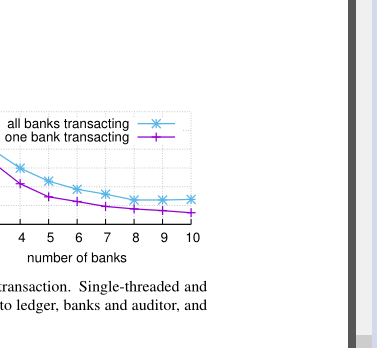 all banks transacting
one bank transacting
4 5 6 7 8 9 10
number of banks
transaction. Single-threaded and
to ledger, banks and auditor, and